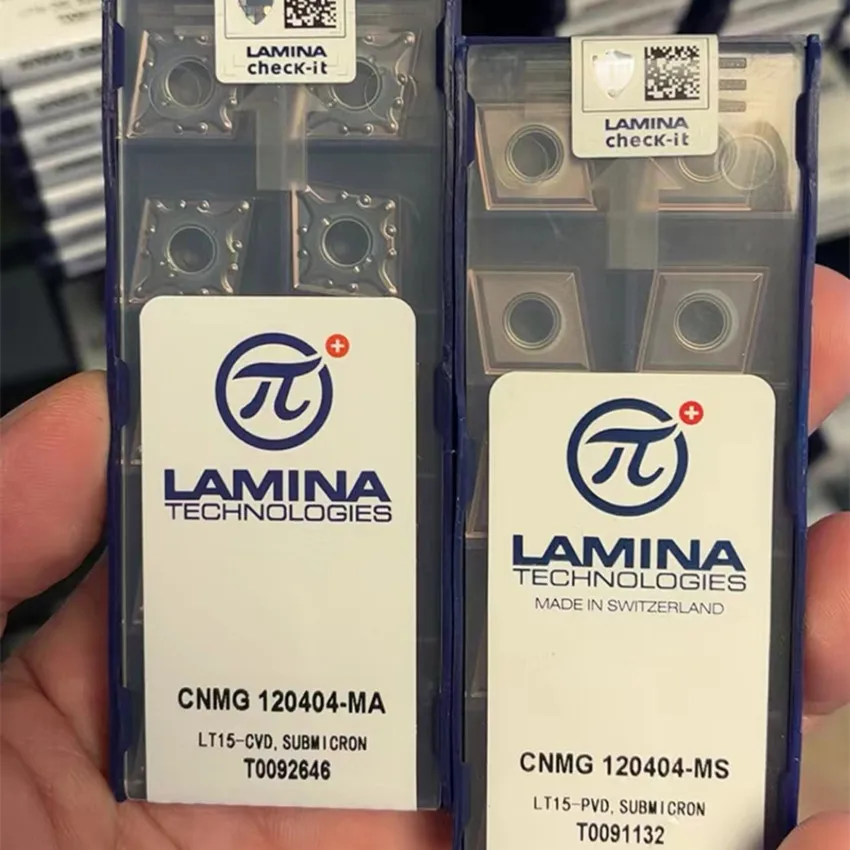 LAMINA
check-it
π
LAMINA
TECHNOLOGIES
CNMG 120404-MA
LT15-CVD, SUBMICRON
T0092646
LAMINA
check-it
π
LAMINA
TECHNOLOGIES
MADE IN SWITZERLAND
CNMG 120404-MS
LT15-PVD, SUBMICRON
T0091132